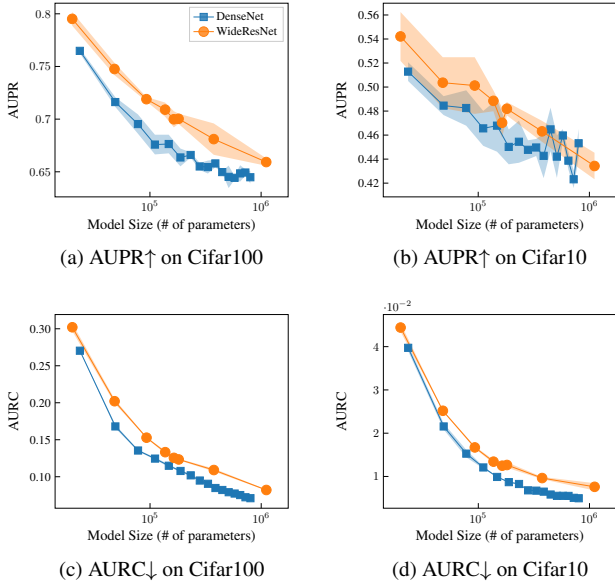 0.8
0.75
0.7
0.65
AUPR
DenseNet
WideResNet
10^5
10^6
Model Size (# of parameters)
(a) AUPR↑ on Cifar100
0.56
0.54
0.52
0.50
0.48
0.46
0.44
0.42
AUPR
10^5
10^6
Model Size (# of parameters)
(b) AUPR↑ on Cifar10
0.30
0.25
0.20
0.15
0.10
AURC
10^5
10^6
Model Size (# of parameters)
(c) AURC↓ on Cifar100
·10^−2
4
3
2
1
AURC
10^5
10^6
Model Size (# of parameters)
(d) AURC↓ on Cifar10